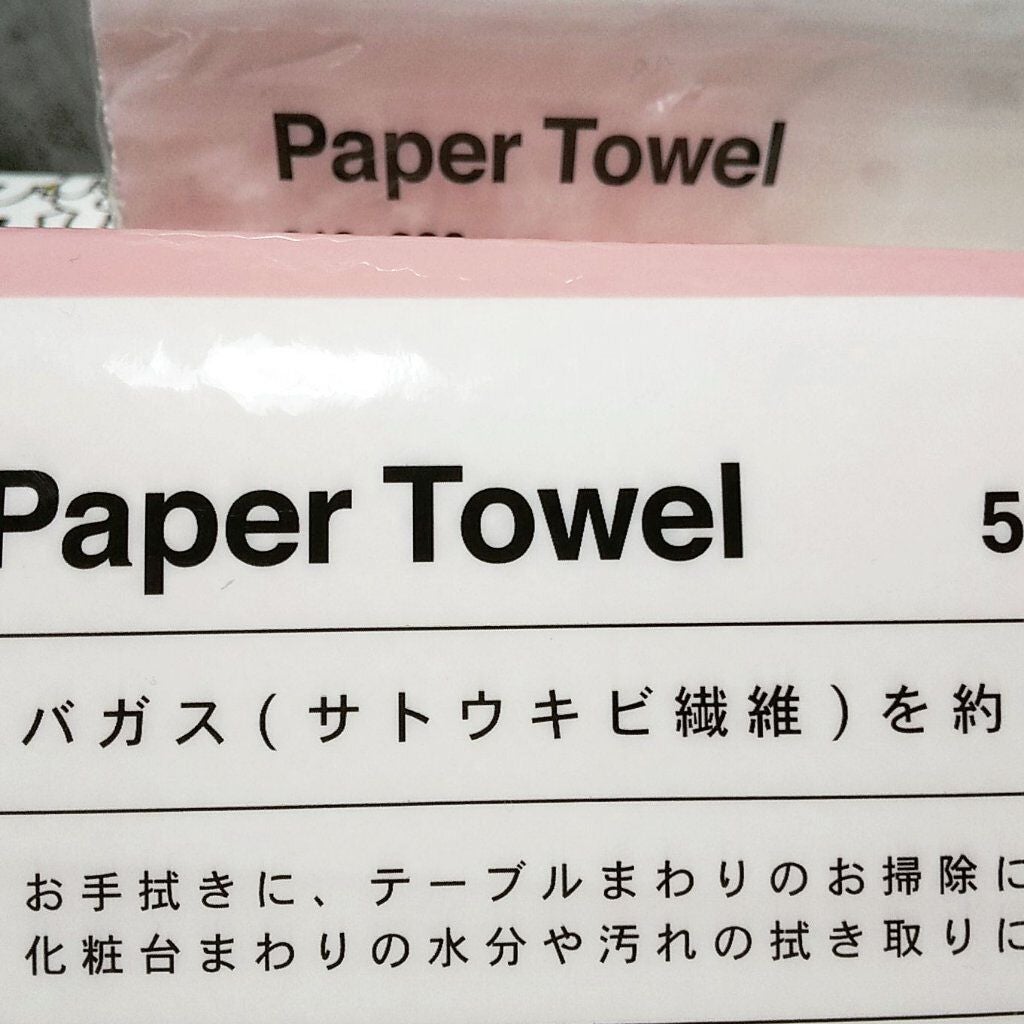 Paper Towel
Paper Towel 5
バガス(サトウキビ繊維)を約
お手拭きに、テーブルまわりのお掃除に
化粧台まわりの水分や汚れの拭き取りに